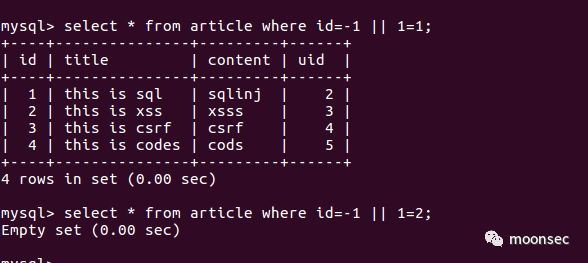 mysql> select * from article where id=-1 || 1=1;
+----+---------------+---------+------+
| id | title         | content | uid  |
+----+---------------+---------+------+
|  1 | this is sql   | sqlinj  |    2 |
|  2 | this is xss   | xsss    |    3 |
|  3 | this is csrf  | csrf    |    4 |
|  4 | this is codes | cods    |    5 |
+----+---------------+---------+------+
4 rows in set (0.00 sec)
mysql> select * from article where id=-1 || 1=2;
Empty set (0.00 sec)
moonsec
mysql>